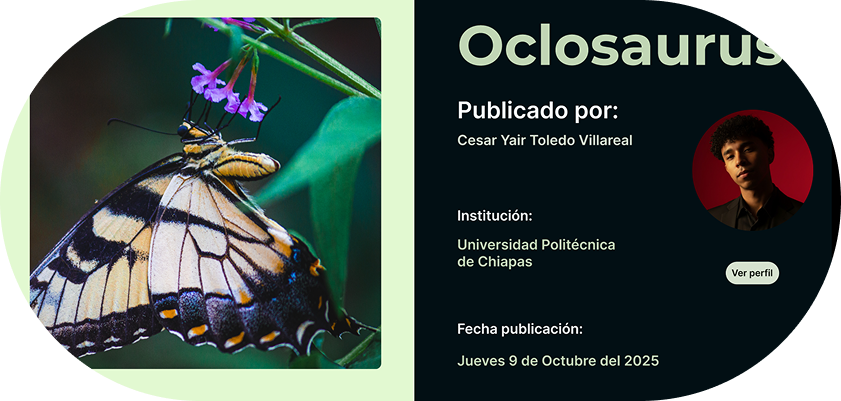 Oclosaurus
Publicado por:
Cesar Yair Toledo Villareal
Institución:
Universidad Politécnica
de Chiapas
Ver perfil
Fecha publicación:
Jueves 9 de Octubre del 2025